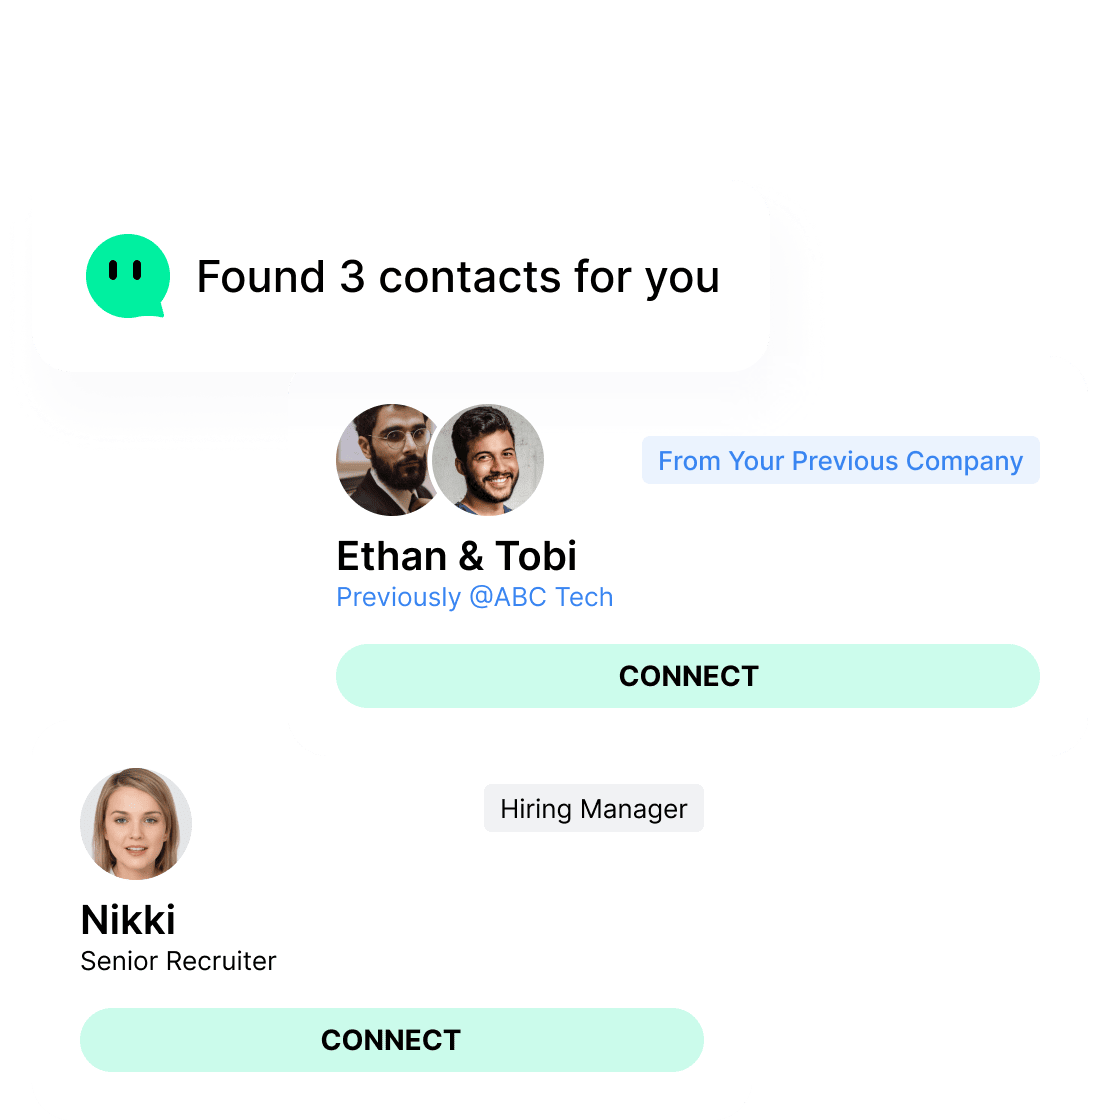 Found 3 contacts for you
From Your Previous Company
Ethan & Tobi
Previously @ABC Tech
CONNECT
Hiring Manager
Nikki
Senior Recruiter
CONNECT